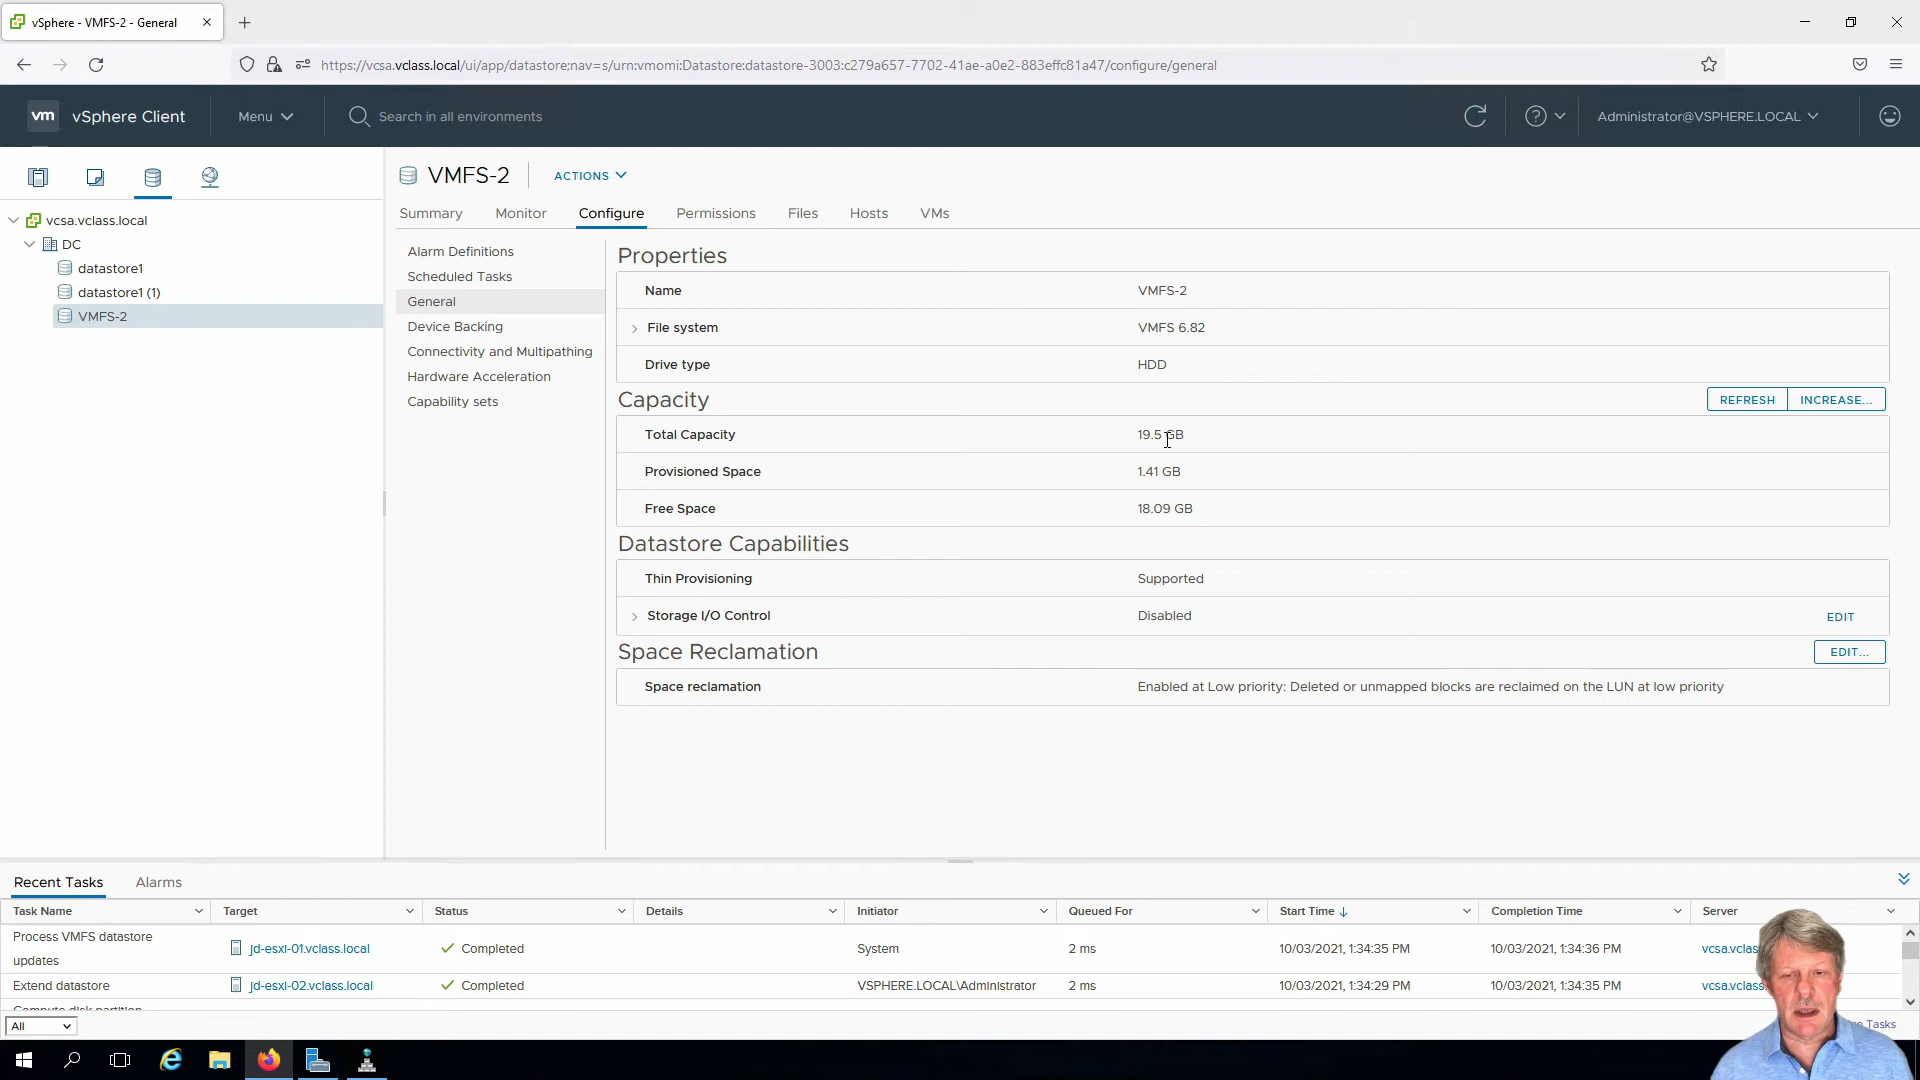 vSphere - VMFS-2 - General
https://vcsa.vclass.local/ui/app/datastore;nav=s/urn:vmomi:Datastore:datastore-3003:c279a657-7702-41ae-a0e2-883effc81a47/configure/general
vm vSphere Client Menu Search in all environments Administrator@VSPHERE.LOCAL
VMFS-2 ACTIONS
Summary Monitor Configure Permissions Files Hosts VMs
vcsa.vclass.local
DC
datastore1
datastore1 (1)
VMFS-2
Alarm Definitions
Scheduled Tasks
General
Device Backing
Connectivity and Multipathing
Hardware Acceleration
Capability sets
Properties
Name VMFS-2
File system VMFS 6.82
Drive type HDD
Capacity REFRESH INCREASE...
Total Capacity 19.5 GB
Provisioned Space 1.41 GB
Free Space 18.09 GB
Datastore Capabilities
Thin Provisioning Supported
Storage I/O Control Disabled EDIT
Space Reclamation EDIT...
Space reclamation Enabled at Low priority: Deleted or unmapped blocks are reclaimed on the LUN at low priority
Recent Tasks Alarms
Task Name Target Status Details Initiator Queued For Start Time Completion Time Server
Process VMFS datastore
updates jd-esxi-01.vclass.local Completed System 2 ms 10/03/2021, 1:34:35 PM 10/03/2021, 1:34:36 PM vcsa.vclas
Extend datastore jd-esxi-02.vclass.local Completed VSPHERE.LOCAL\Administrator 2 ms 10/03/2021, 1:34:29 PM 10/03/2021, 1:34:35 PM vcsa.vclass
Compute disk partition
All Tasks